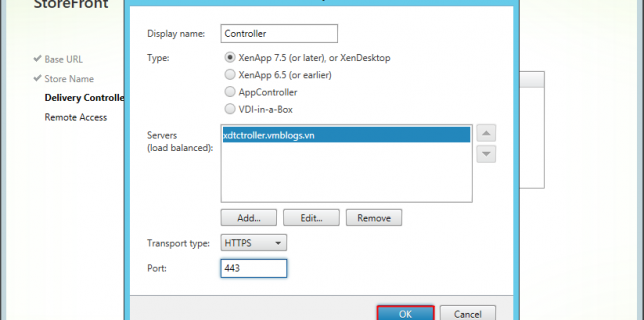 StoreFront
Base URL
Store Name
Delivery Controlle
Remote Access
Display name: Controller
Type: XenApp 7.5 (or later), or XenDesktop
XenApp 6.5 (or earlier)
AppController
VDI-in-a-Box
Servers
(load balanced):
xdtctroller.vmblogs.vn
Add... Edit... Remove
Transport type: HTTPS
Port: 443
OK Cancel